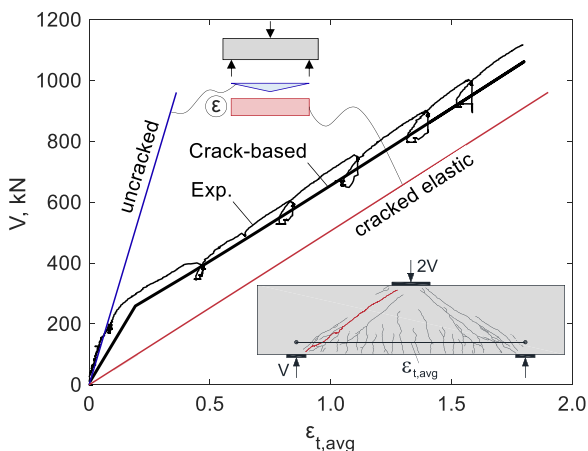 1200
1000
800
600
400
200
0
V, kN
0
0.5
1.0
1.5
2.0
εt,avg
uncracked
ε
Crack-based
Exp.
cracked elastic
2V
V
εt,avg